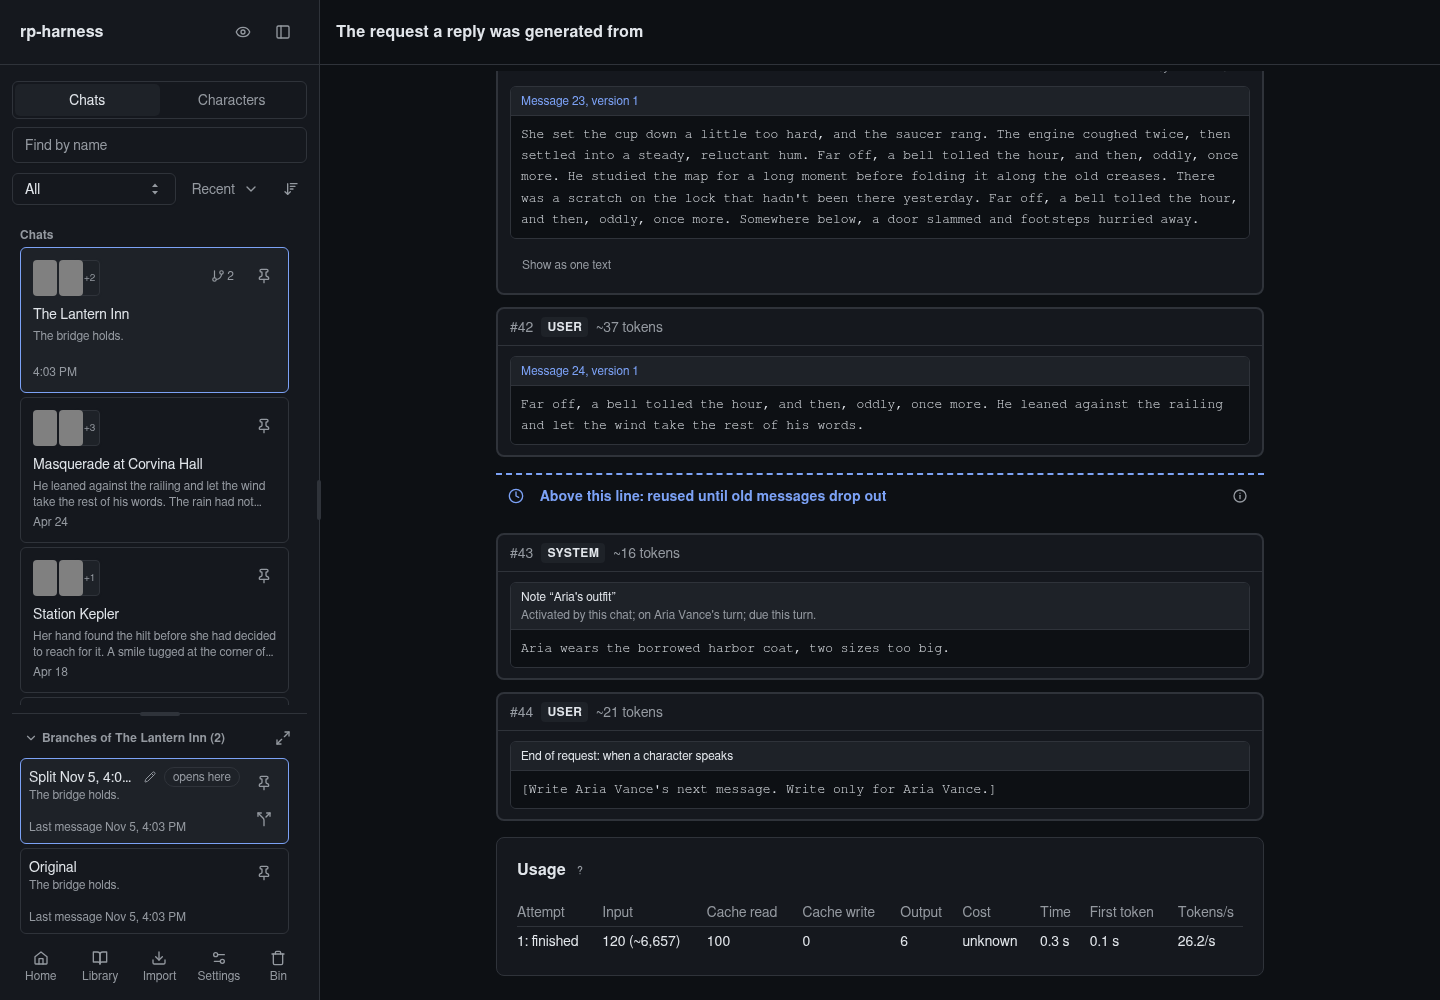 rp-harness
The request a reply was generated from
Chats
Characters
Find by name
All
Recent
Chats
+2
2
The Lantern Inn
The bridge holds.
4:03 PM
+3
Masquerade at Corvina Hall
He leaned against the railing and let the wind
take the rest of his words. The rain had not…
Apr 24
+1
Station Kepler
Her hand found the hilt before she had decided
to reach for it. A smile tugged at the corner of…
Apr 18
Branches of The Lantern Inn (2)
Split Nov 5, 4:0…
opens here
The bridge holds.
Last message Nov 5, 4:03 PM
Original
The bridge holds.
Last message Nov 5, 4:03 PM
Home
Library
Import
Settings
Bin
Message 23, version 1
She set the cup down a little too hard, and the saucer rang. The engine coughed twice, then
settled into a steady, reluctant hum. Far off, a bell tolled the hour, and then, oddly, once
more. He studied the map for a long moment before folding it along the old creases. There
was a scratch on the lock that hadn't been there yesterday. Far off, a bell tolled the hour,
and then, oddly, once more. Somewhere below, a door slammed and footsteps hurried away.
Show as one text
#42 USER ~37 tokens
Message 24, version 1
Far off, a bell tolled the hour, and then, oddly, once more. He leaned against the railing
and let the wind take the rest of his words.
Above this line: reused until old messages drop out
#43 SYSTEM ~16 tokens
Note “Aria's outfit”
Activated by this chat; on Aria Vance's turn; due this turn.
Aria wears the borrowed harbor coat, two sizes too big.
#44 USER ~21 tokens
End of request: when a character speaks
[Write Aria Vance's next message. Write only for Aria Vance.]
Usage ?
Attempt Input Cache read Cache write Output Cost Time First token Tokens/s
1: finished 120 (~6,657) 100 0 6 unknown 0.3 s 0.1 s 26.2/s